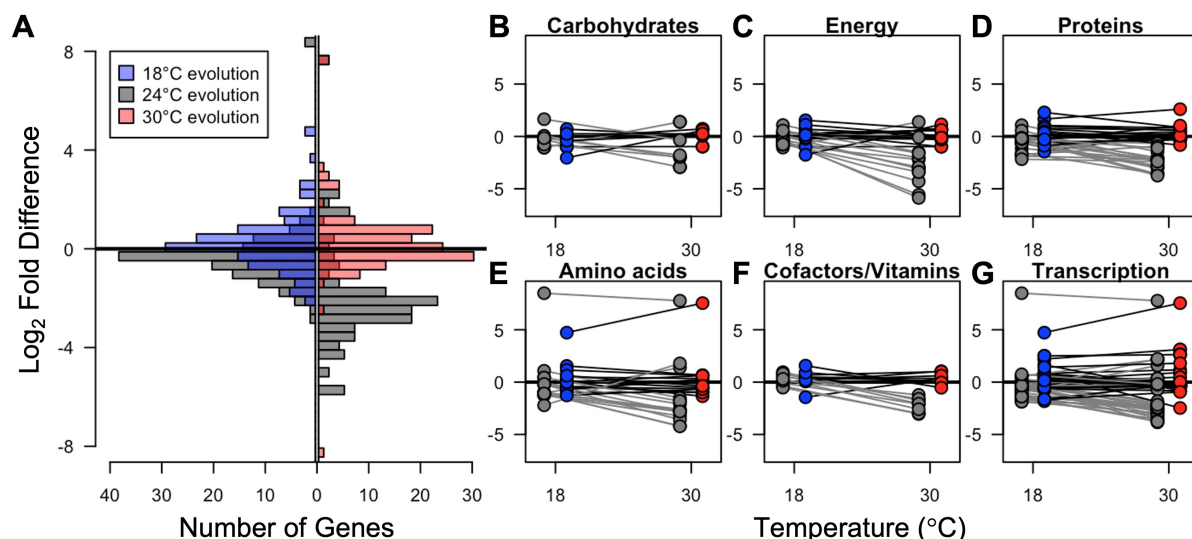 A
8
4
0
-4
-8
Log2 Fold Difference
18°C evolution
24°C evolution
30°C evolution
40 30 20 10 0 10 20 30
Number of Genes
B Carbohydrates
5
0
-5
18 30
C Energy
5
0
-5
18 30
D Proteins
5
0
-5
18 30
E Amino acids
5
0
-5
18 30
F Cofactors/Vitamins
5
0
-5
18 30
G Transcription
5
0
-5
18 30
Temperature (°C)